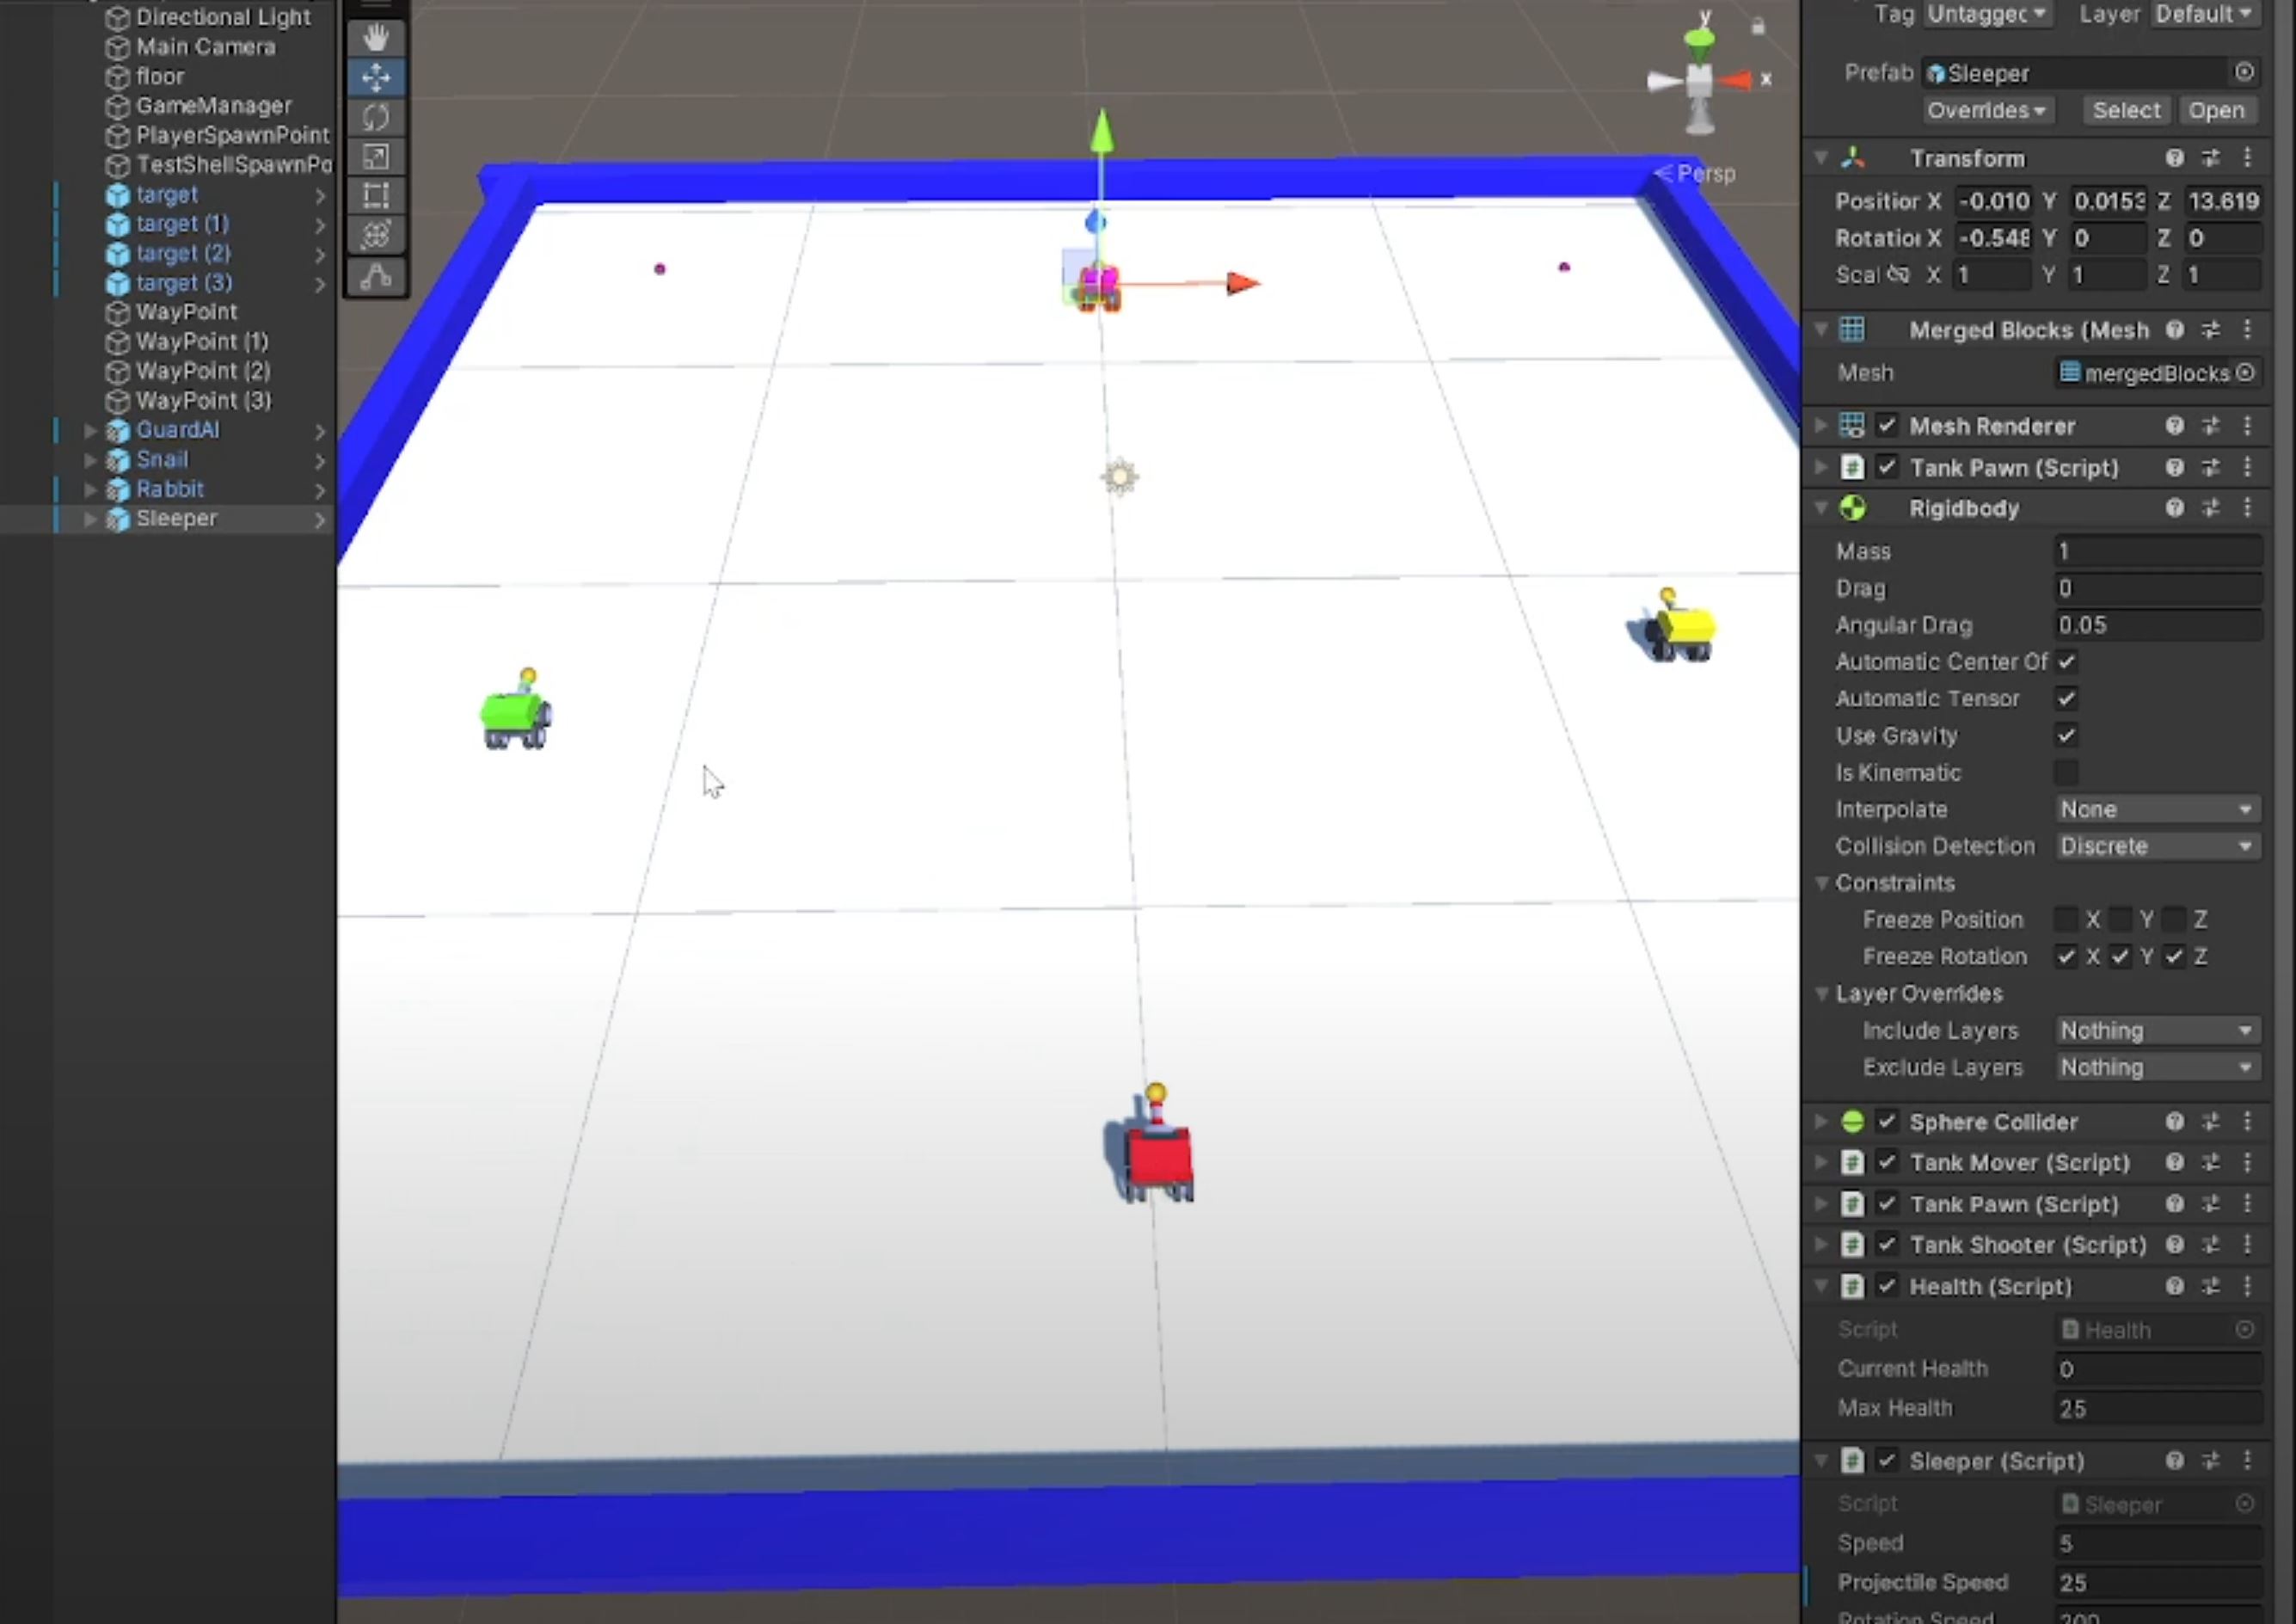 Directional Light
Main Camera
floor
GameManager
PlayerSpawnPoint
TestShellSpawnPo
target
target (1)
target (2)
target (3)
WayPoint
WayPoint (1)
WayPoint (2)
WayPoint (3)
GuardAI
Snail
Rabbit
Sleeper
y
x
Persp
Tag Untaggec Layer Default
Prefab Sleeper
Overrides Select Open
Transform
Positior X -0.010 Y 0.0153 Z 13.619
Rotatior X -0.548 Y 0 Z 0
Scal X 1 Y 1 Z 1
Merged Blocks (Mesh
Mesh mergedBlocks
Mesh Renderer
# Tank Pawn (Script)
Rigidbody
Mass 1
Drag 0
Angular Drag 0.05
Automatic Center Of
Automatic Tensor
Use Gravity
Is Kinematic
Interpolate None
Collision Detection Discrete
Constraints
Freeze Position X Y Z
Freeze Rotation X Y Z
Layer Overrides
Include Layers Nothing
Exclude Layers Nothing
Sphere Collider
# Tank Mover (Script)
# Tank Pawn (Script)
# Tank Shooter (Script)
# Health (Script)
Script Health
Current Health 0
Max Health 25
# Sleeper (Script)
Script Sleeper
Speed 5
Projectile Speed 25
Rotation Speed 200